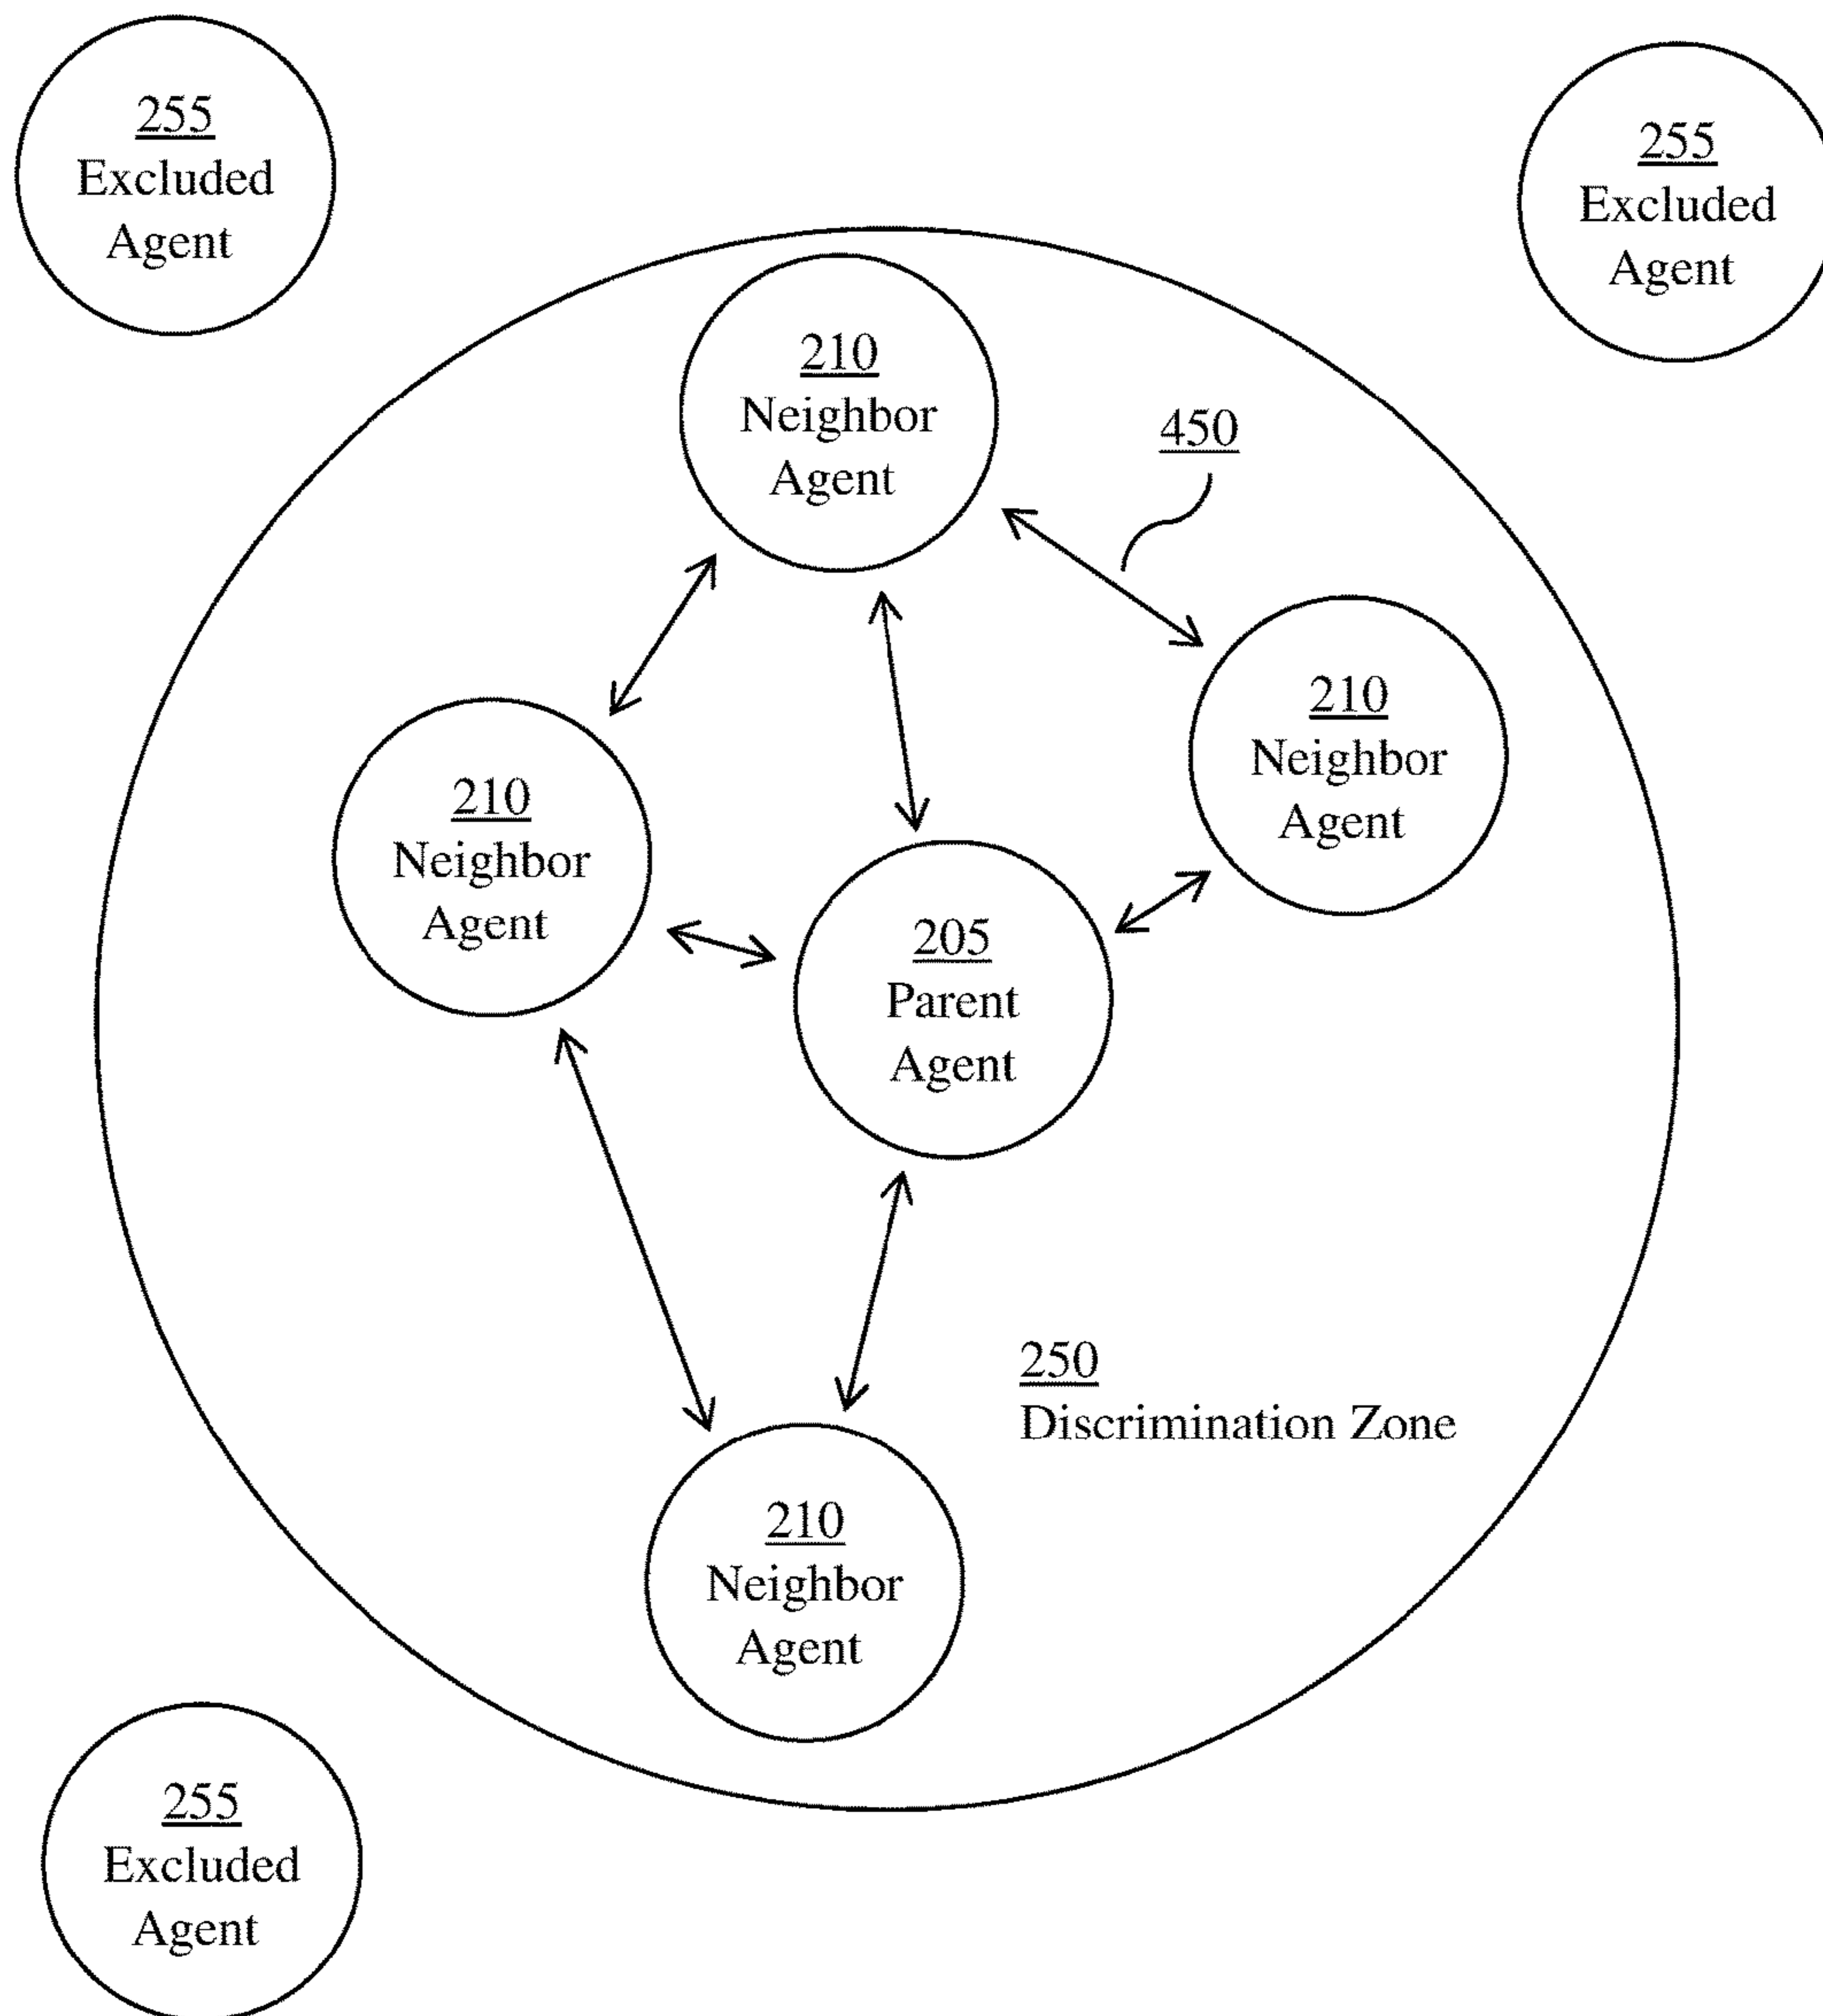 255
Excluded
Agent
255
Excluded
Agent
210
Neighbor
Agent
450
210
Neighbor
Agent
210
Neighbor
Agent
205
Parent
Agent
250
Discrimination Zone
210
Neighbor
Agent
255
Excluded
Agent